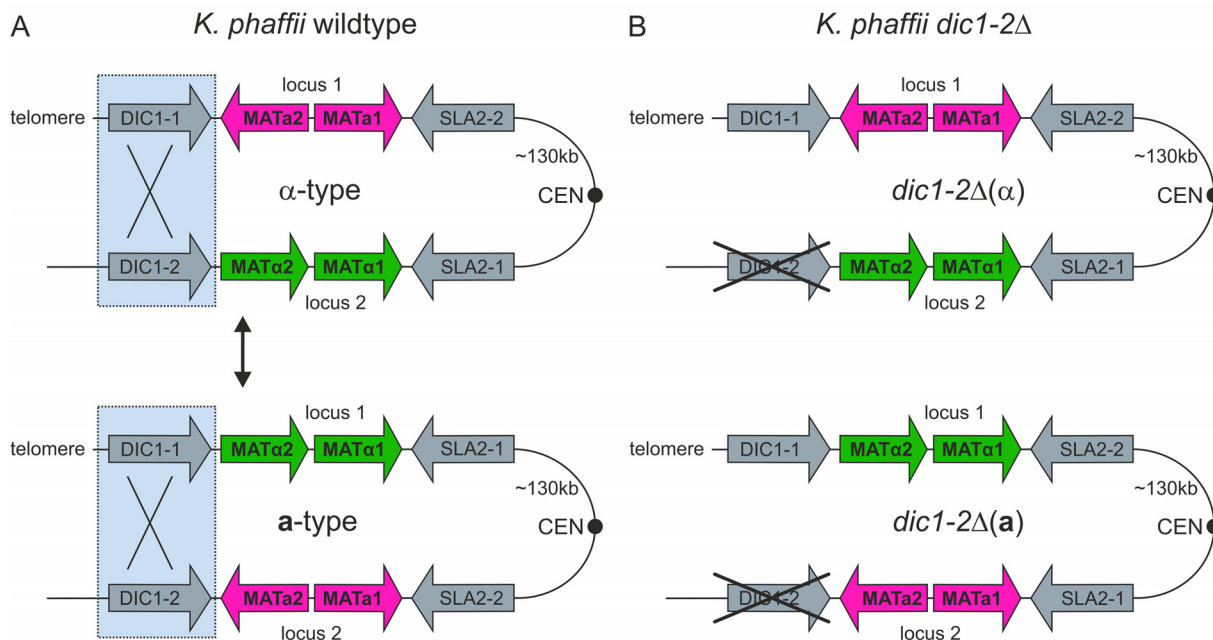 A
K. phaffii wildtype
locus 1
telomere
DIC1-1
MATa2
MATa1
SLA2-2
~130kb
α-type
CEN
DIC1-2
MATα2
MATα1
SLA2-1
locus 2
locus 1
telomere
DIC1-1
MATα2
MATα1
SLA2-1
~130kb
a-type
CEN
DIC1-2
MATa2
MATa1
SLA2-2
locus 2
B
K. phaffii dic1-2Δ
locus 1
telomere
DIC1-1
MATa2
MATa1
SLA2-2
~130kb
dic1-2Δ(α)
CEN
DIC1-2
MATα2
MATα1
SLA2-1
locus 2
locus 1
telomere
DIC1-1
MATα2
MATα1
SLA2-2
~130kb
dic1-2Δ(a)
CEN
DIC1-2
MATa2
MATa1
SLA2-1
locus 2